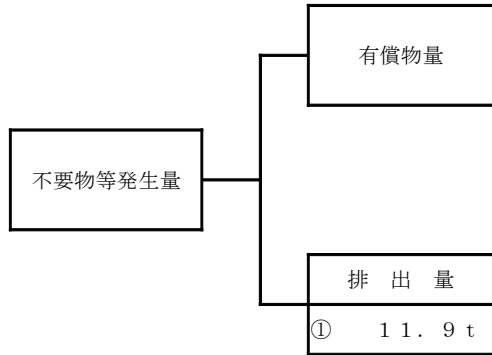 有償物量
不要物等発生量
排　出　量
①　　１１．９ｔ